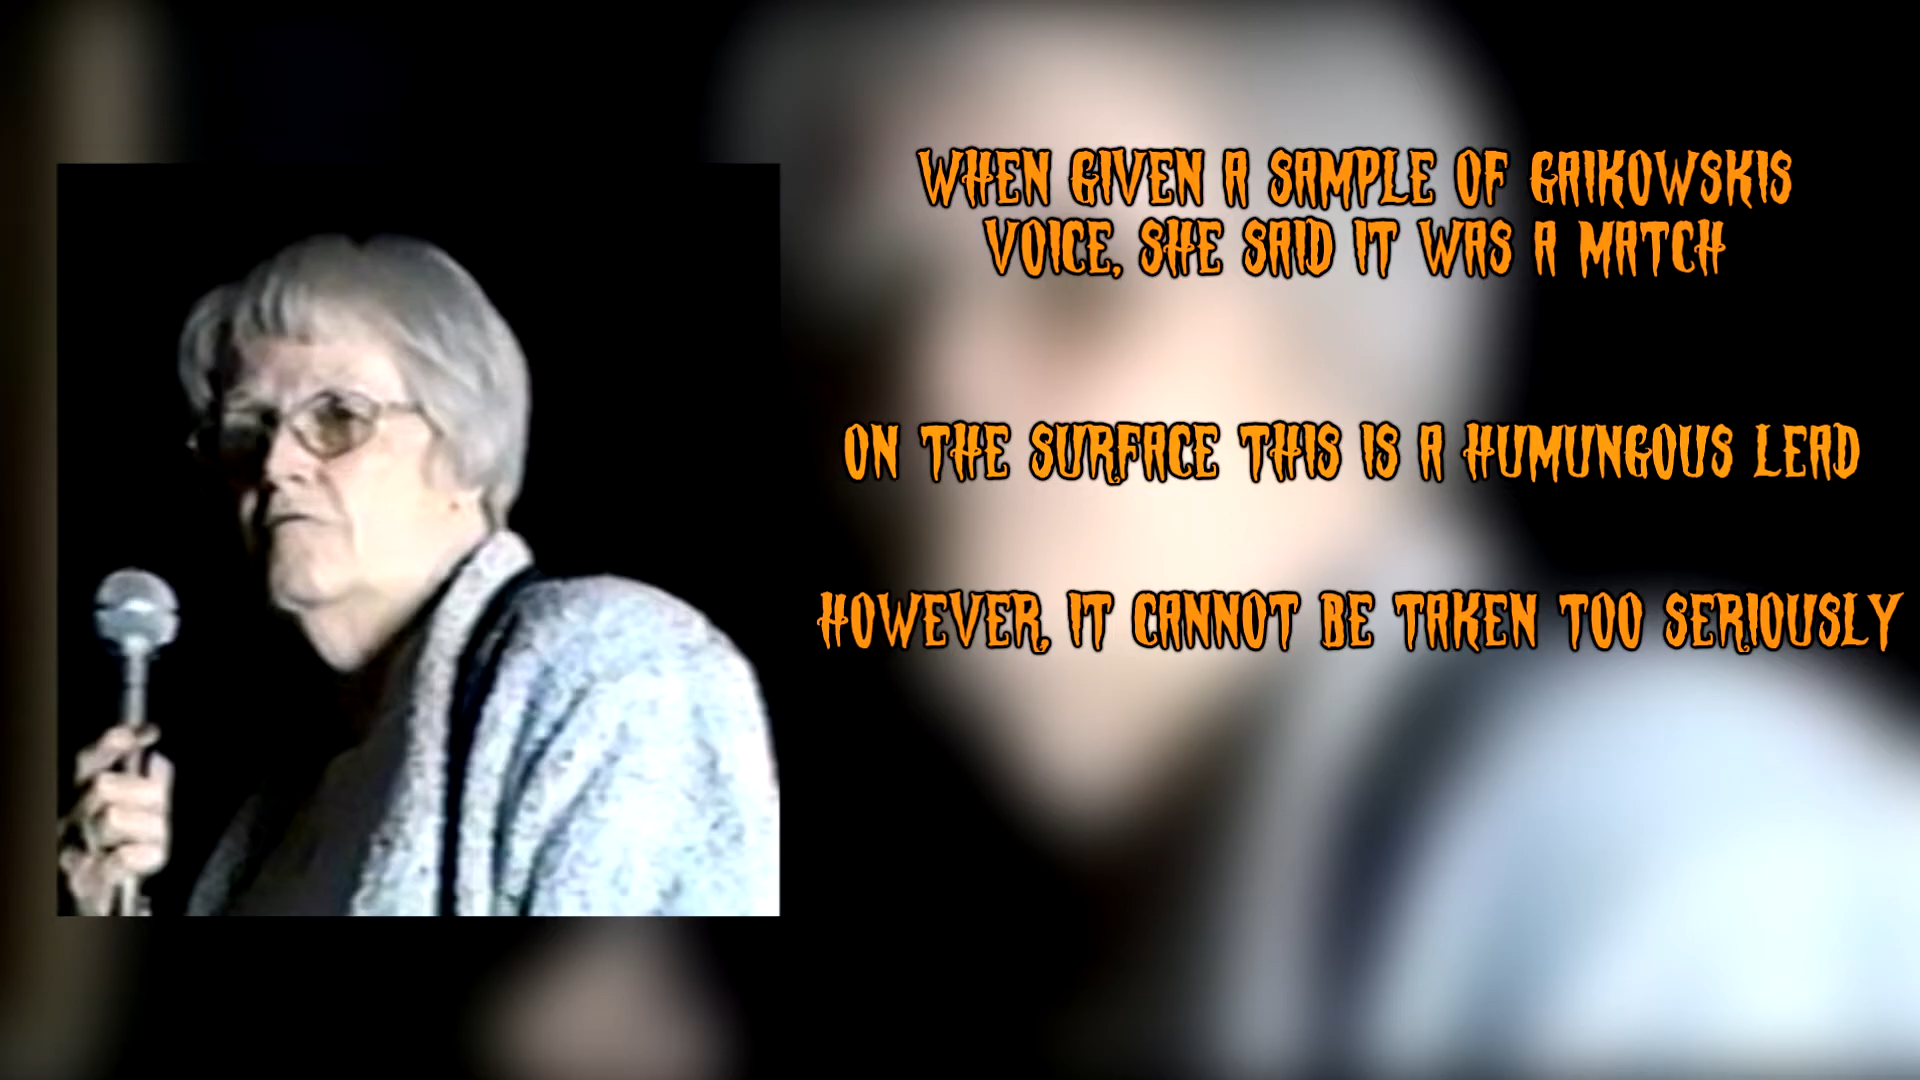 WHEN GIVEN A SAMPLE OF GAIKOWSKIS
VOICE, SHE SAID IT WAS A MATCH
ON THE SURFACE THIS IS A HUMUNGOUS LEAD
HOWEVER, IT CANNOT BE TAKEN TOO SERIOUSLY